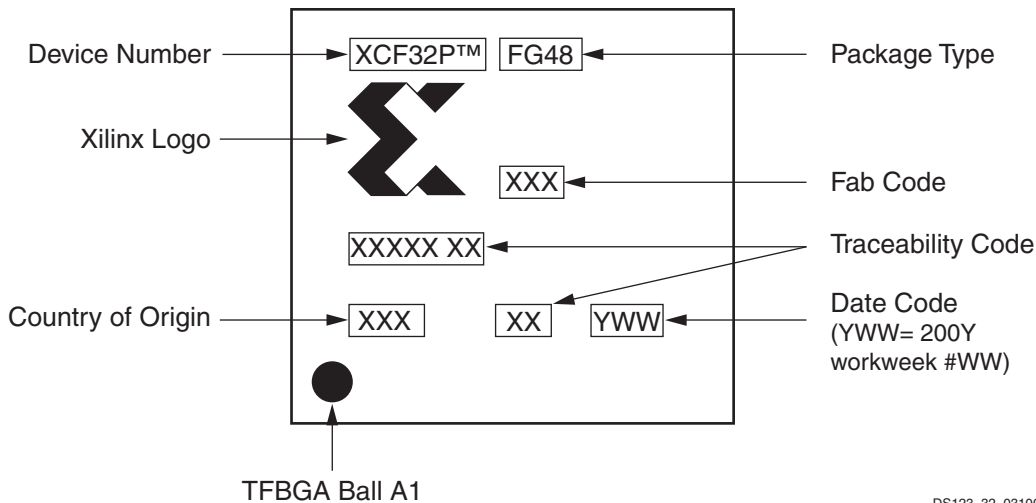 Device Number
XCF32P™ FG48
Package Type
Xilinx Logo
XXX
Fab Code
XXXXX XX
Traceability Code
Country of Origin
XXX
XX
YWW
Date Code
(YWW= 200Y
workweek #WW)
TFBGA Ball A1